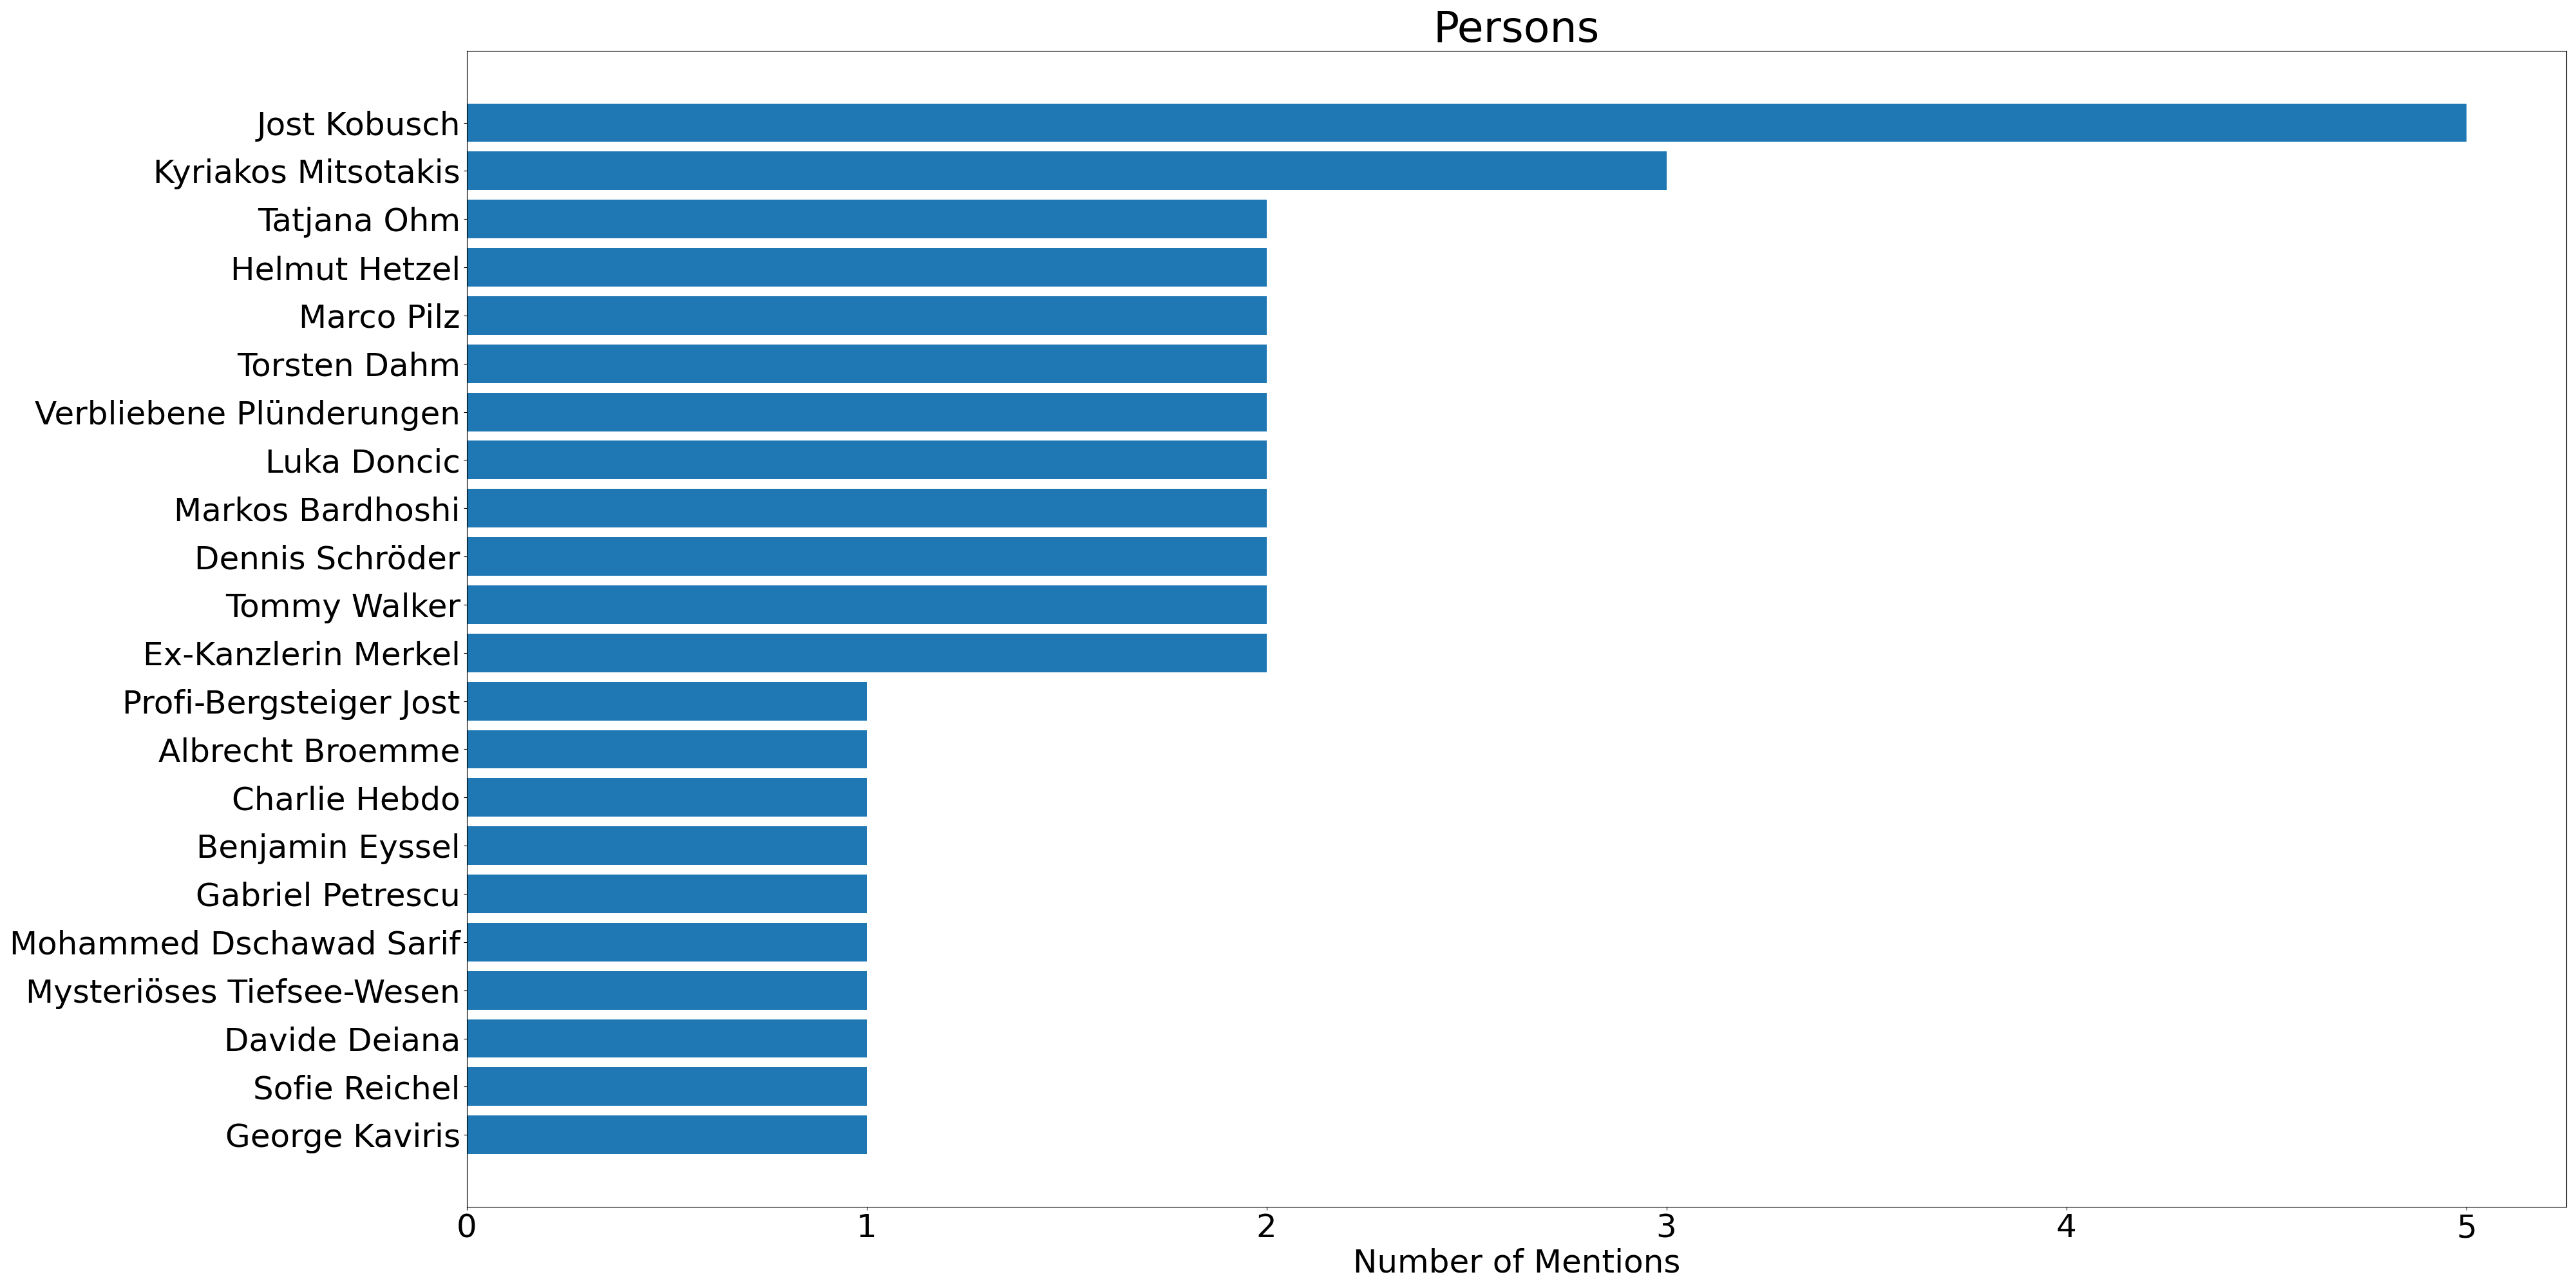 Persons
Jost Kobusch
Kyriakos Mitsotakis
Tatjana Ohm
Helmut Hetzel
Marco Pilz
Torsten Dahm
Verbliebene Plünderungen
Luka Doncic
Markos Bardhoshi
Dennis Schröder
Tommy Walker
Ex-Kanzlerin Merkel
Profi-Bergsteiger Jost
Albrecht Broemme
Charlie Hebdo
Benjamin Eyssel
Gabriel Petrescu
Mohammed Dschawad Sarif
Mysteriöses Tiefsee-Wesen
Davide Deiana
Sofie Reichel
George Kaviris
0 1 2 3 4 5
Number of Mentions